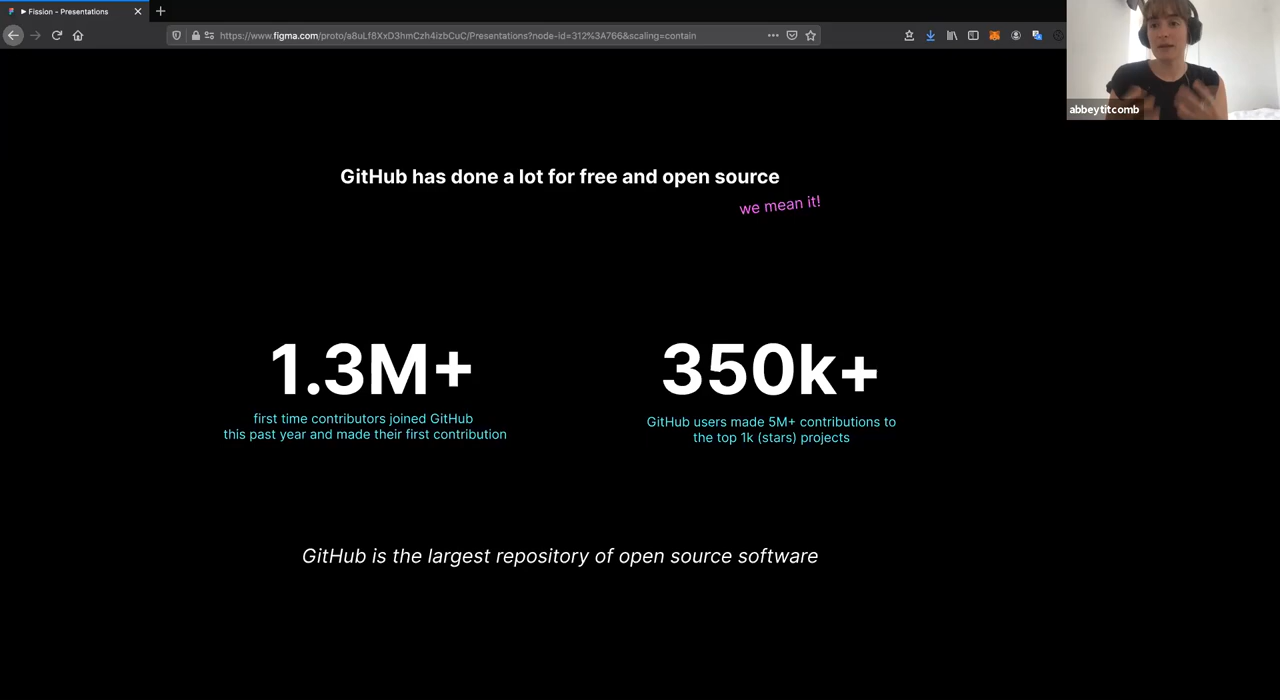 ▶ Fission - Presentations
https://www.figma.com/proto/a8uLf8XxO3hmCzh4izbCuC/Presentations?node-id=312%3A766&scaling=contain
abbeytitcomb
GitHub has done a lot for free and open source
we mean it!
1.3M+
first time contributors joined GitHub
this past year and made their first contribution
350k+
GitHub users made 5M+ contributions to
the top 1k (stars) projects
GitHub is the largest repository of open source software